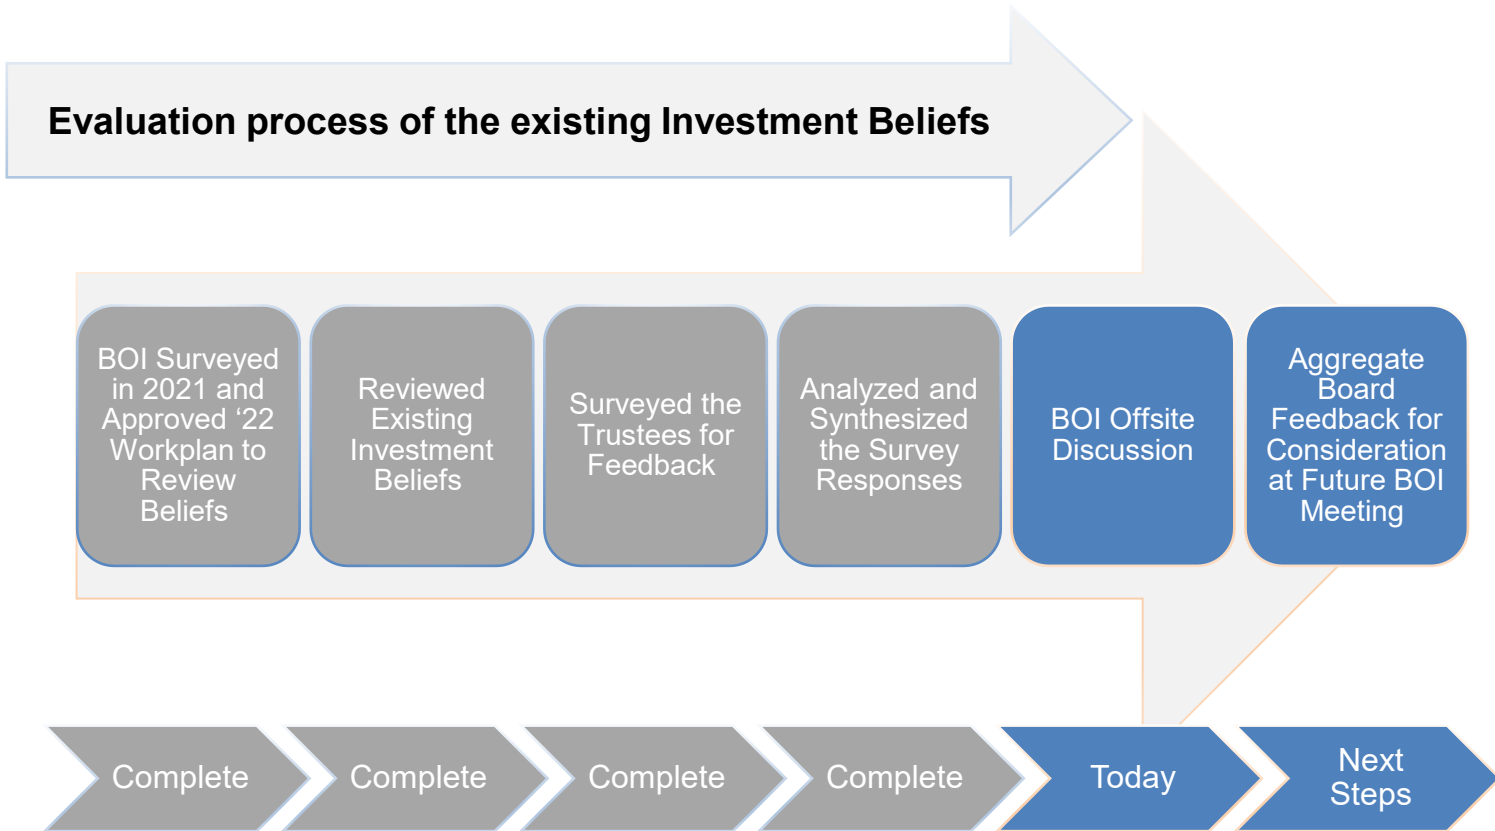 Evaluation process of the existing Investment Beliefs
BOI Surveyed
in 2021 and
Approved ‘22
Workplan to
Review
Beliefs
Reviewed
Existing
Investment
Beliefs
Surveyed the
Trustees for
Feedback
Analyzed and
Synthesized
the Survey
Responses
BOI Offsite
Discussion
Aggregate
Board
Feedback for
Consideration
at Future BOI
Meeting
Complete
Complete
Complete
Complete
Today
Next
Steps